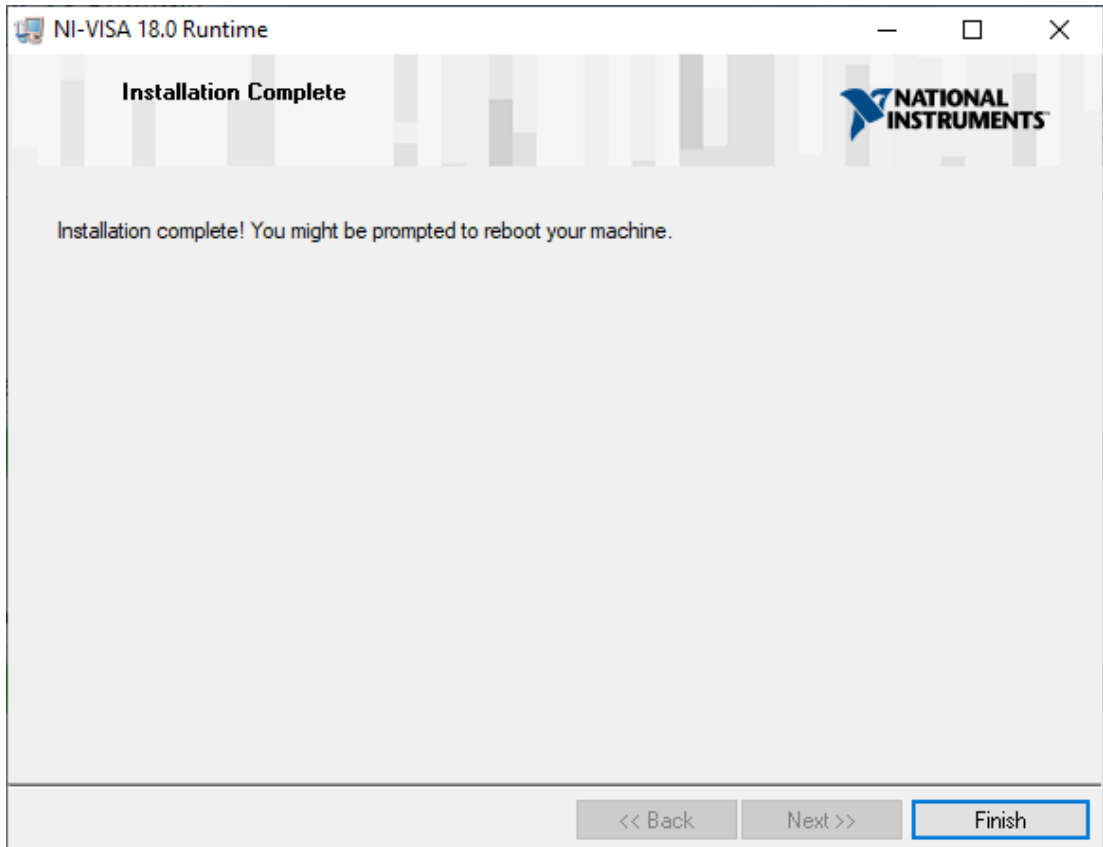 NI-VISA 18.0 Runtime
Installation Complete
NATIONAL
INSTRUMENTS™
Installation complete! You might be prompted to reboot your machine.
<< Back
Next >>
Finish